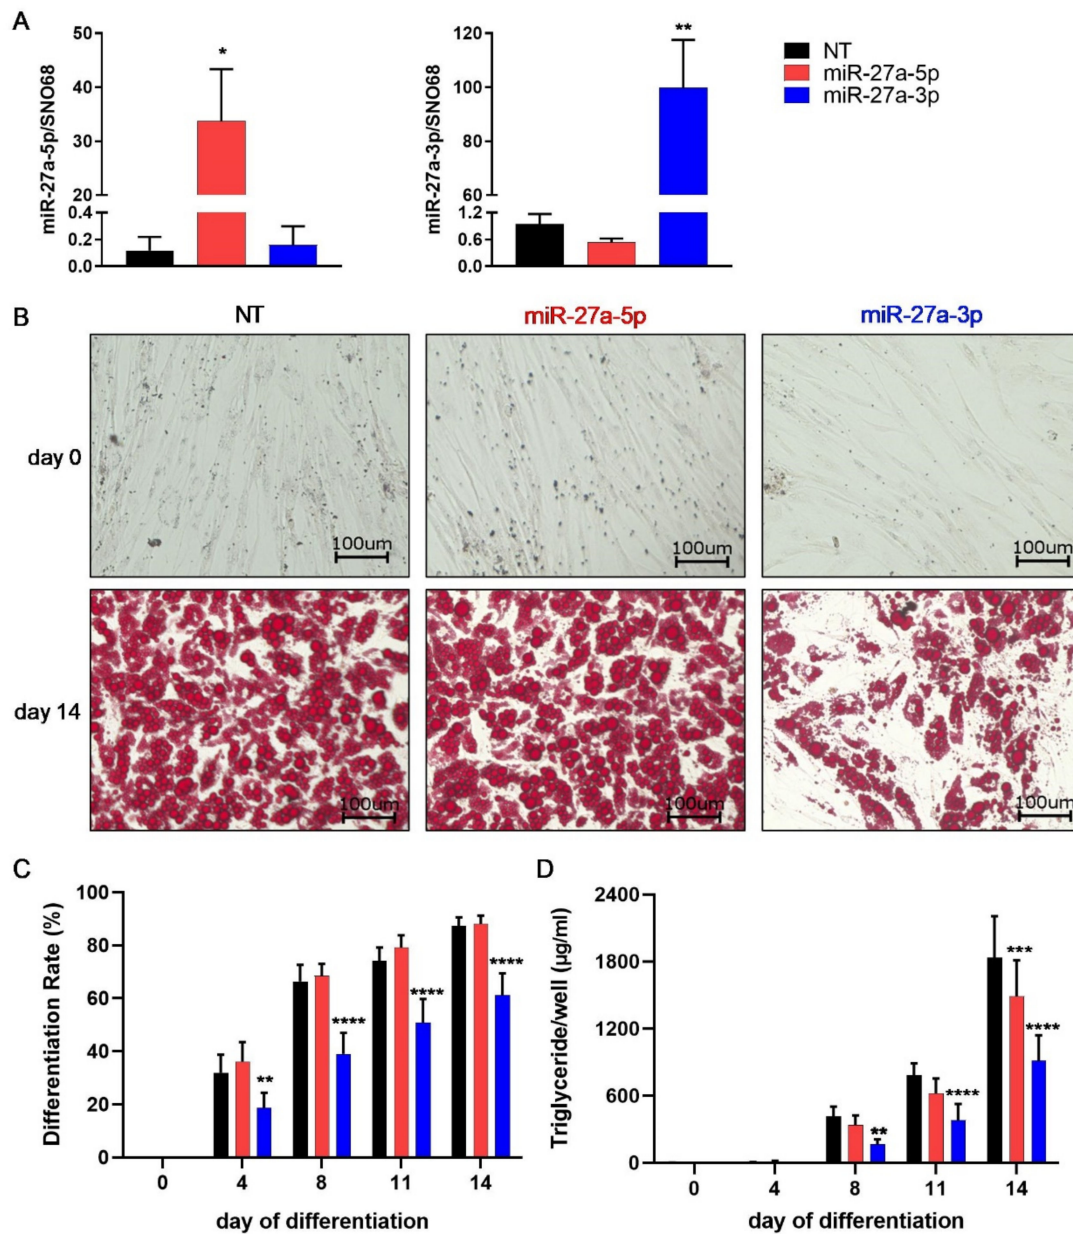 A
miR-27a-5p/SNO68
50
40
30
20
0.4
0.2
0.0
*
miR-27a-3p/SNO68
120
100
80
60
1.2
0.6
0.0
**
NT
miR-27a-5p
miR-27a-3p
B
NT
miR-27a-5p
miR-27a-3p
day 0
100um
100um
100um
day 14
100um
100um
100um
C
Differentiation Rate (%)
100
80
60
40
20
0
**
****
****
****
0 4 8 11 14
day of differentiation
D
Triglyceride/well (µg/ml)
2400
1800
1200
600
0
**
****
***
****
0 4 8 11 14
day of differentiation